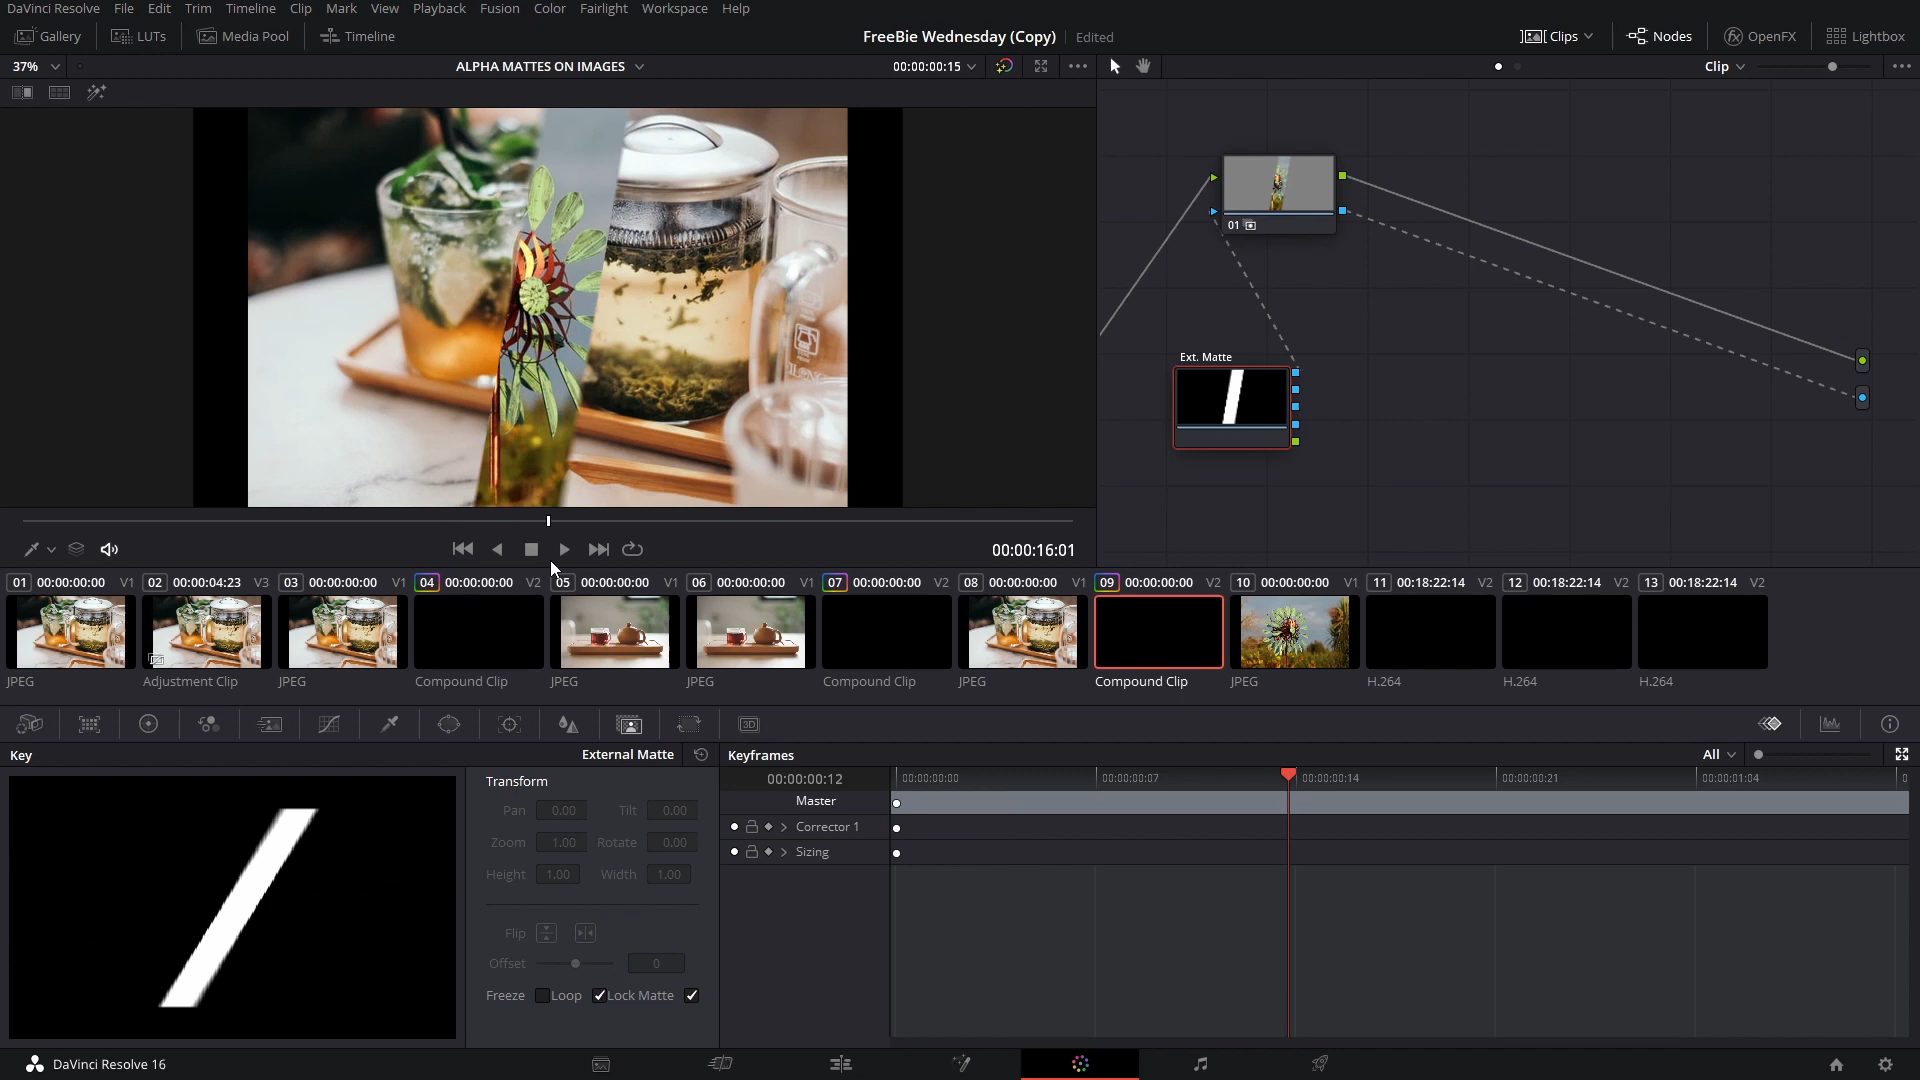 DaVinci Resolve File Edit Trim Timeline Clip Mark View Playback Fusion Color Fairlight Workspace Help
Gallery LUTs Media Pool Timeline FreeBie Wednesday (Copy) Edited Clips Nodes OpenFX Lightbox
37% ALPHA MATTES ON IMAGES 00:00:00:15 Clip
01
Ext. Matte
00:00:16:01
01 00:00:00:00 V1 02 00:00:04:23 V3 03 00:00:00:00 V1 04 00:00:00:00 V2 05 00:00:00:00 V1 06 00:00:00:00 V1 07 00:00:00:00 V2 08 00:00:00:00 V1 09 00:00:00:00 V2 10 00:00:00:00 V1 11 00:18:22:14 V2 12 00:18:22:14 V2 13 00:18:22:14 V2
JPEG Adjustment Clip JPEG Compound Clip JPEG JPEG Compound Clip JPEG Compound Clip JPEG H.264 H.264 H.264
3D
Key External Matte Keyframes All
Transform 00:00:00:12 00:00:00:00 00:00:00:07 00:00:00:14 00:00:00:21 00:00:01:04
Pan 0.00 Tilt 0.00 Master
Zoom 1.00 Rotate 0.00 Corrector 1
Height 1.00 Width 1.00 Sizing
Flip
Offset 0
Freeze Loop Lock Matte
DaVinci Resolve 16